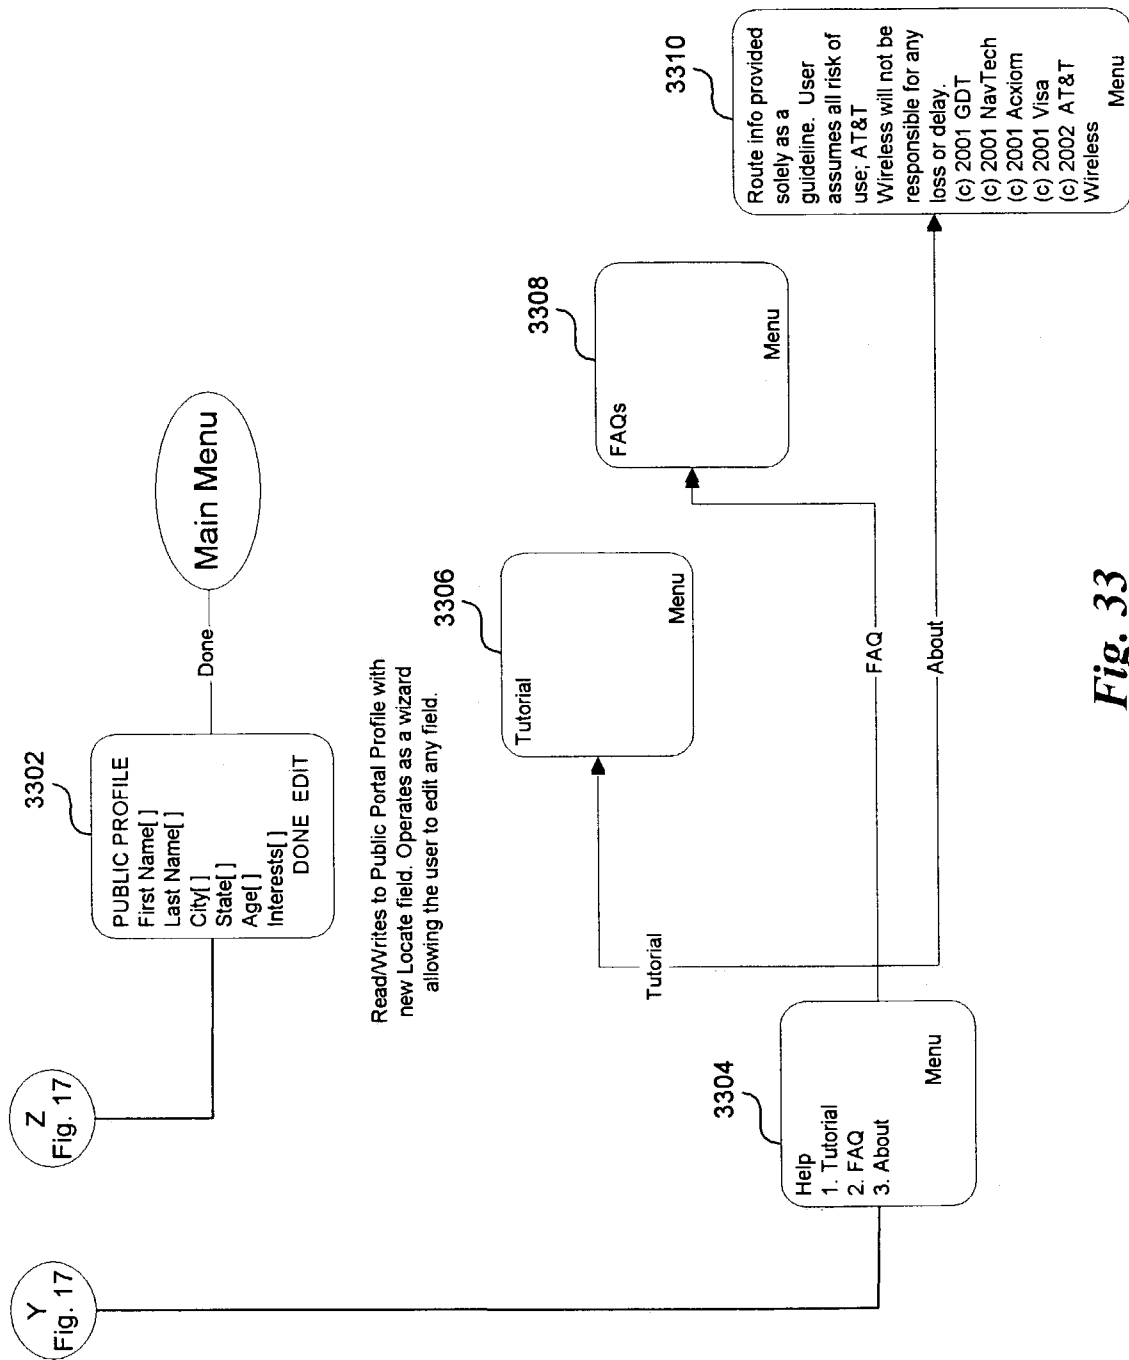 Y
Fig. 17
Z
Fig. 17
3302
PUBLIC PROFILE
First Name[ ]
Last Name[ ]
City[ ]
State[ ]
Age[ ]
Interests[ ]
DONE EDIT
Done
Main Menu
Read/Writes to Public Portal Profile with
new Locate field. Operates as a wizard
allowing the user to edit any field.
3304
Help
1. Tutorial
2. FAQ
3. About
Menu
Tutorial
FAQ
About
3306
Tutorial
Menu
3308
FAQs
Menu
3310
Route info provided
solely as a
guideline. User
assumes all risk of
use; AT&T
Wireless will not be
responsible for any
loss or delay.
(c) 2001 GDT
(c) 2001 NavTech
(c) 2001 Acxiom
(c) 2001 Visa
(c) 2002 AT&T
Wireless
Menu
Fig. 33